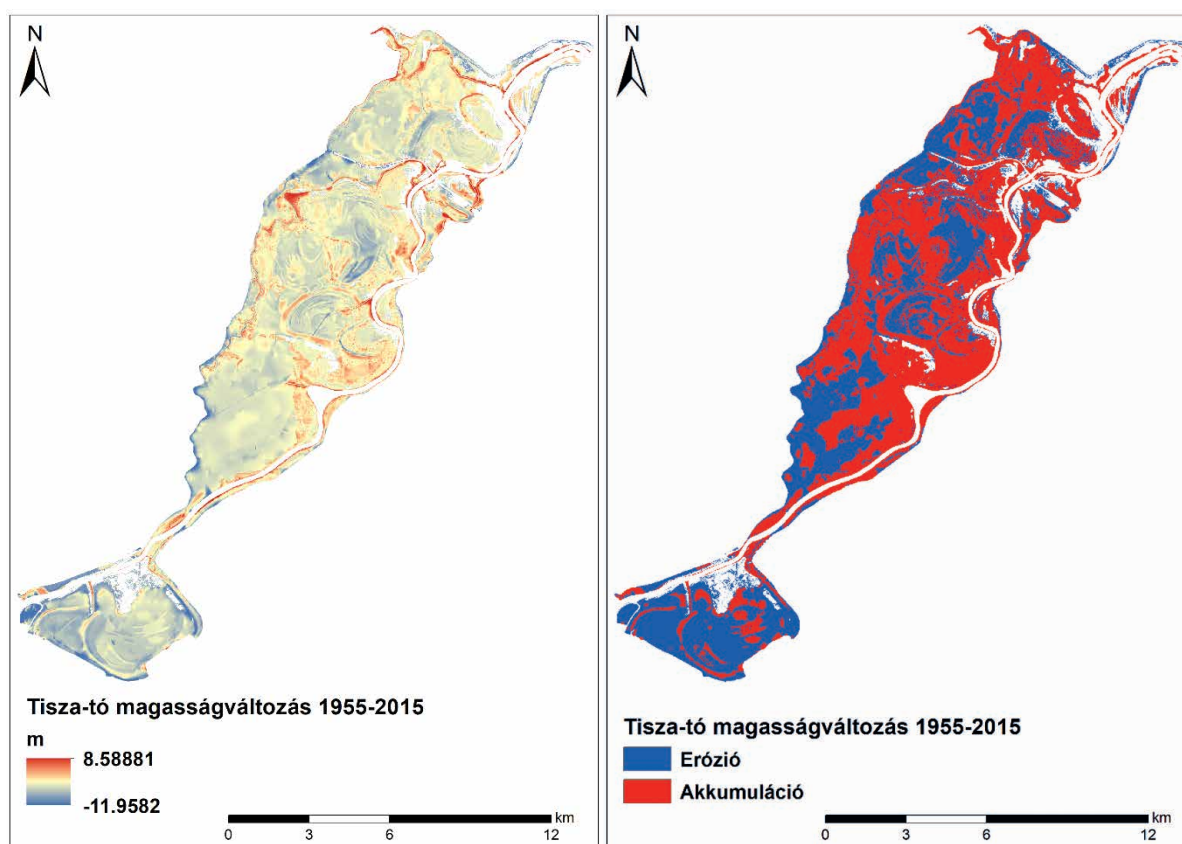 N
Tisza-tó magasságváltozás 1955-2015
m
8.58881
-11.9582
km
0 3 6 12
N
Tisza-tó magasságváltozás 1955-2015
Erózió
Akkumuláció
km
0 3 6 12